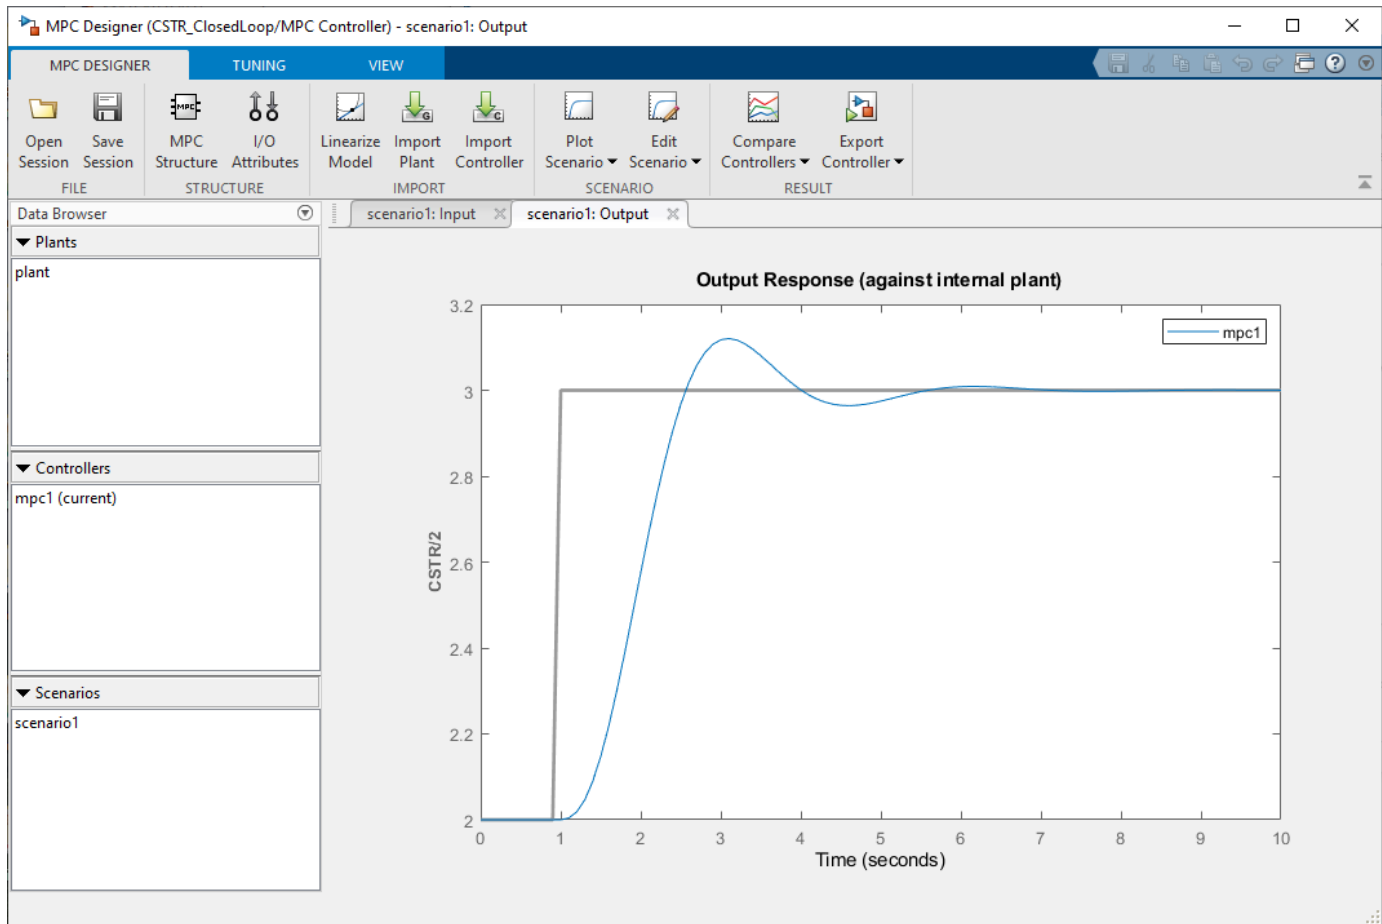 MPC Designer (CSTR_ClosedLoop/MPC Controller) - scenario1: Output
MPC DESIGNER
TUNING
VIEW
Open Session
Save Session
MPC Structure
I/O Attributes
Linearize Model
Import Plant
Import Controller
Plot Scenario
Edit Scenario
Compare Controllers
Export Controller
FILE
STRUCTURE
IMPORT
SCENARIO
RESULT
Data Browser
scenario1: Input
scenario1: Output
Plants
plant
Controllers
mpc1 (current)
Scenarios
scenario1
Output Response (against internal plant)
mpc1
3.2
3
2.8
2.6
2.4
2.2
2
CSTR/2
0 1 2 3 4 5 6 7 8 9 10
Time (seconds)